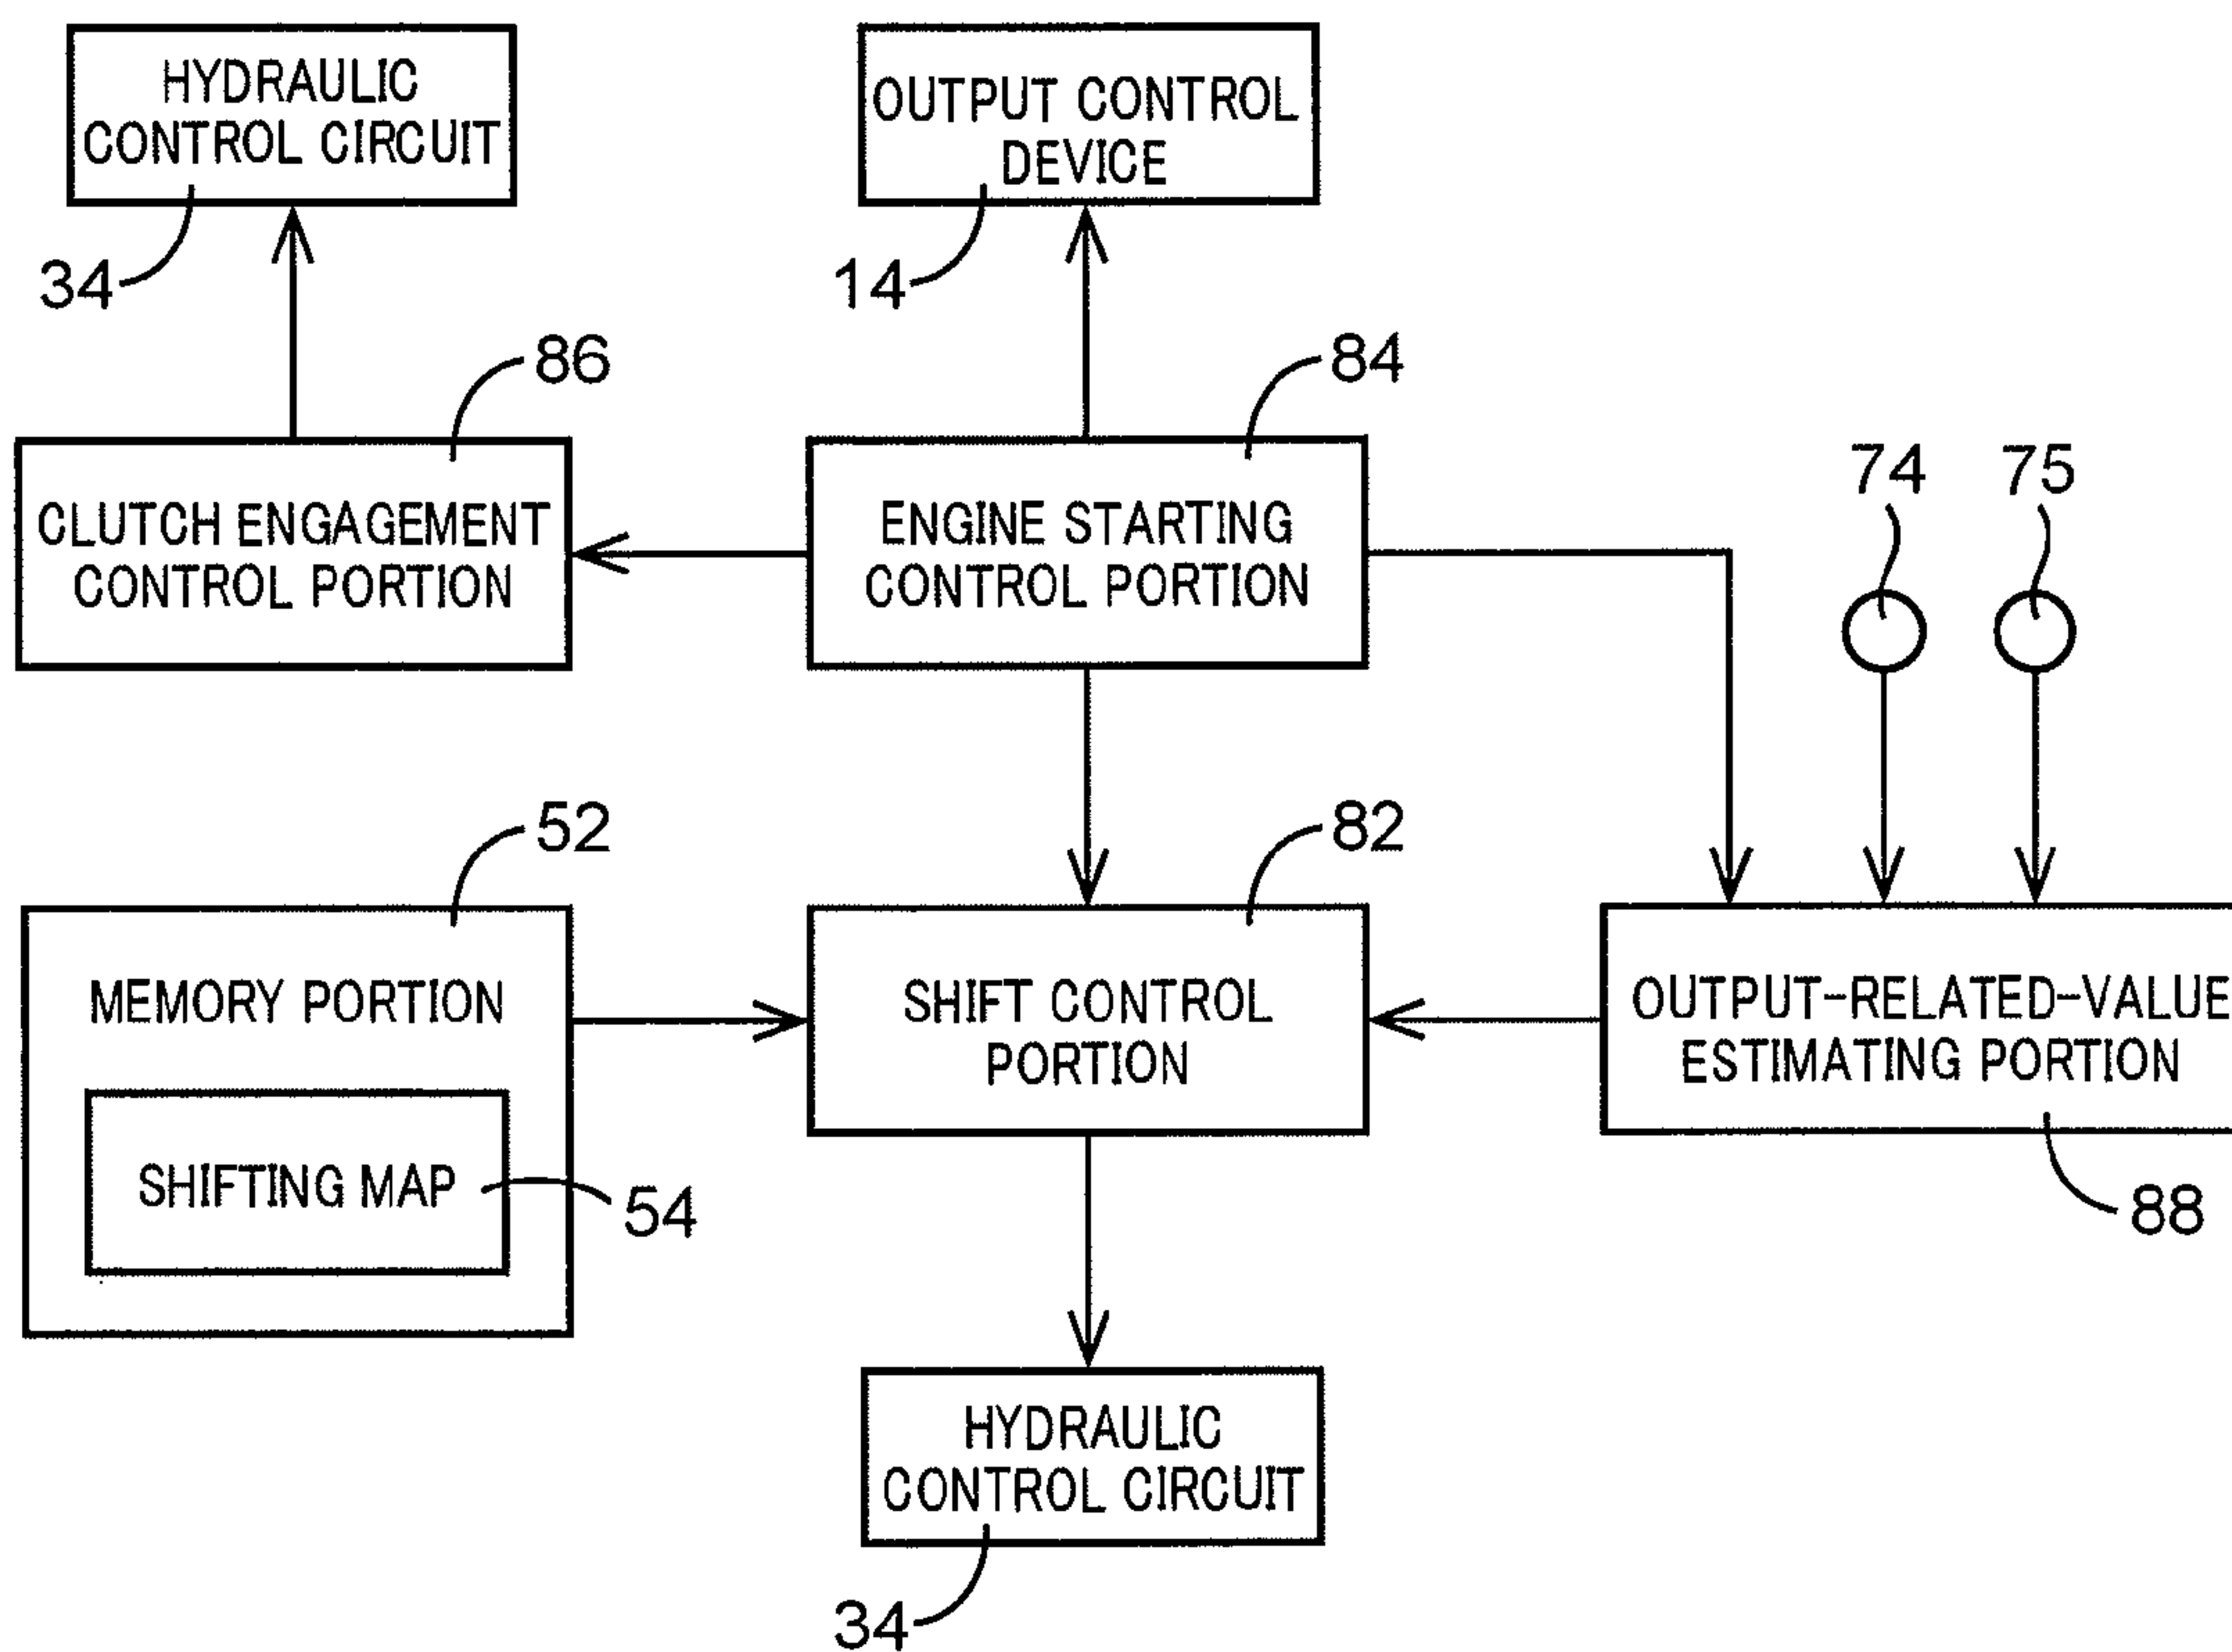 HYDRAULIC
CONTROL CIRCUIT
34
OUTPUT CONTROL
DEVICE
14
86
84
74
75
CLUTCH ENGAGEMENT
CONTROL PORTION
ENGINE STARTING
CONTROL PORTION
52
82
MEMORY PORTION
SHIFTING MAP
54
SHIFT CONTROL
PORTION
OUTPUT-RELATED-VALUE
ESTIMATING PORTION
88
HYDRAULIC
CONTROL CIRCUIT
34